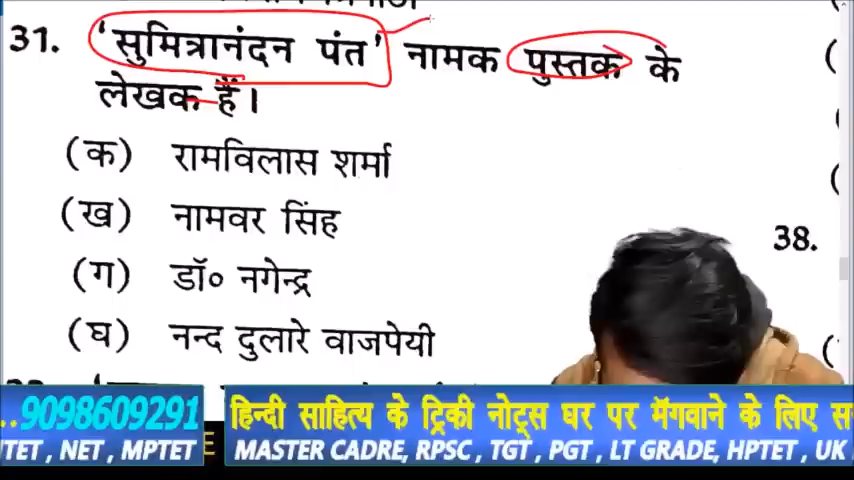 31. 'सुमित्रानंदन पंत' नामक पुस्तक के
लेखक हैं।
(क) रामविलास शर्मा
(ख) नामवर सिंह
(ग) डॉ० नगेन्द्र
(घ) नन्द दुलारे वाजपेयी
38.
..9098609291
हिन्दी साहित्य के ट्रिकी नोट्स घर पर मँगवाने के लिए
TET , NET , MPTET
MASTER CADRE, RPSC , TGT , PGT , LT GRADE, HPTET , UK